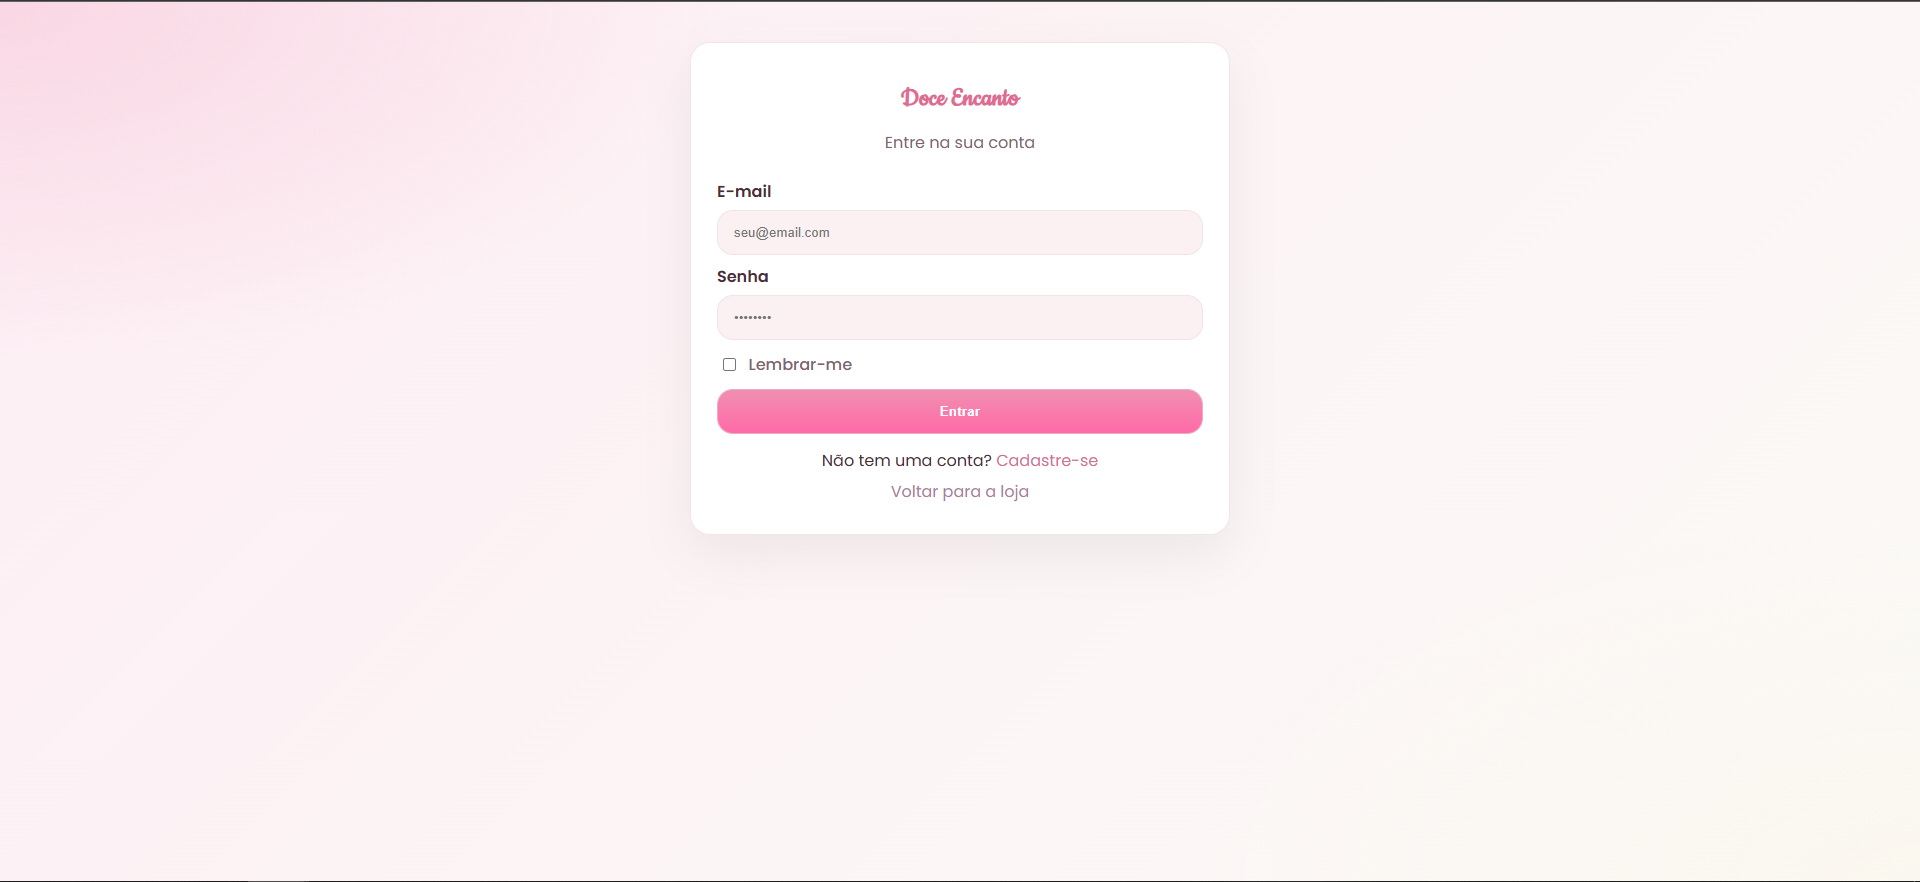 Doce Encanto
Entre na sua conta
E-mail
seu@email.com
Senha
••••••••
Lembrar-me
Entrar
Não tem uma conta? Cadastre-se
Voltar para a loja